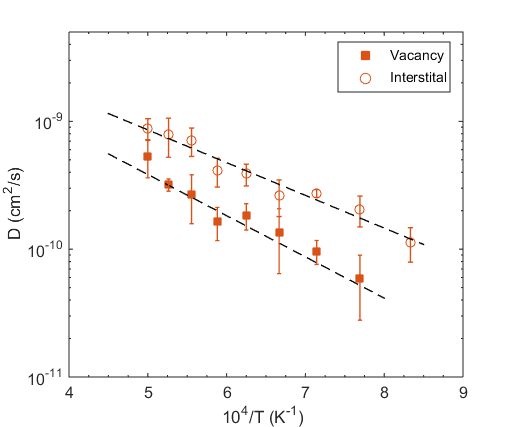 Vacancy
Interstital
10^-9
10^-10
10^-11
D (cm^2/s)
4 5 6 7 8 9
10^4/T (K^-1)